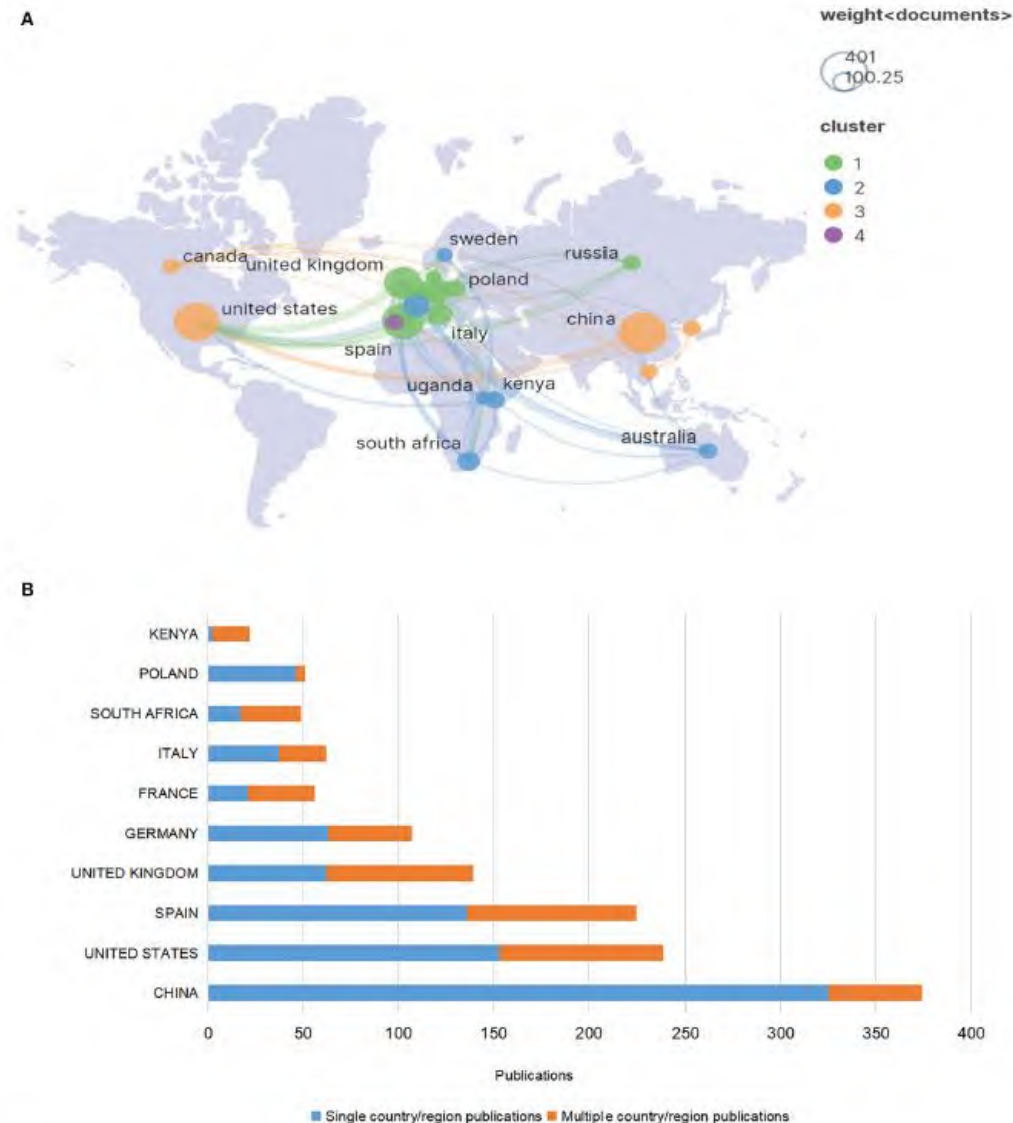 A
weight<documents>
401
100.25
cluster
1
2
3
4
canada
united kingdom
sweden
russia
poland
united states
china
italy
spain
uganda
kenya
south africa
australia
B
KENYA
POLAND
SOUTH AFRICA
ITALY
FRANCE
GERMANY
UNITED KINGDOM
SPAIN
UNITED STATES
CHINA
0 50 100 150 200 250 300 350 400
Publications
Single country/region publications Multiple country/region publications